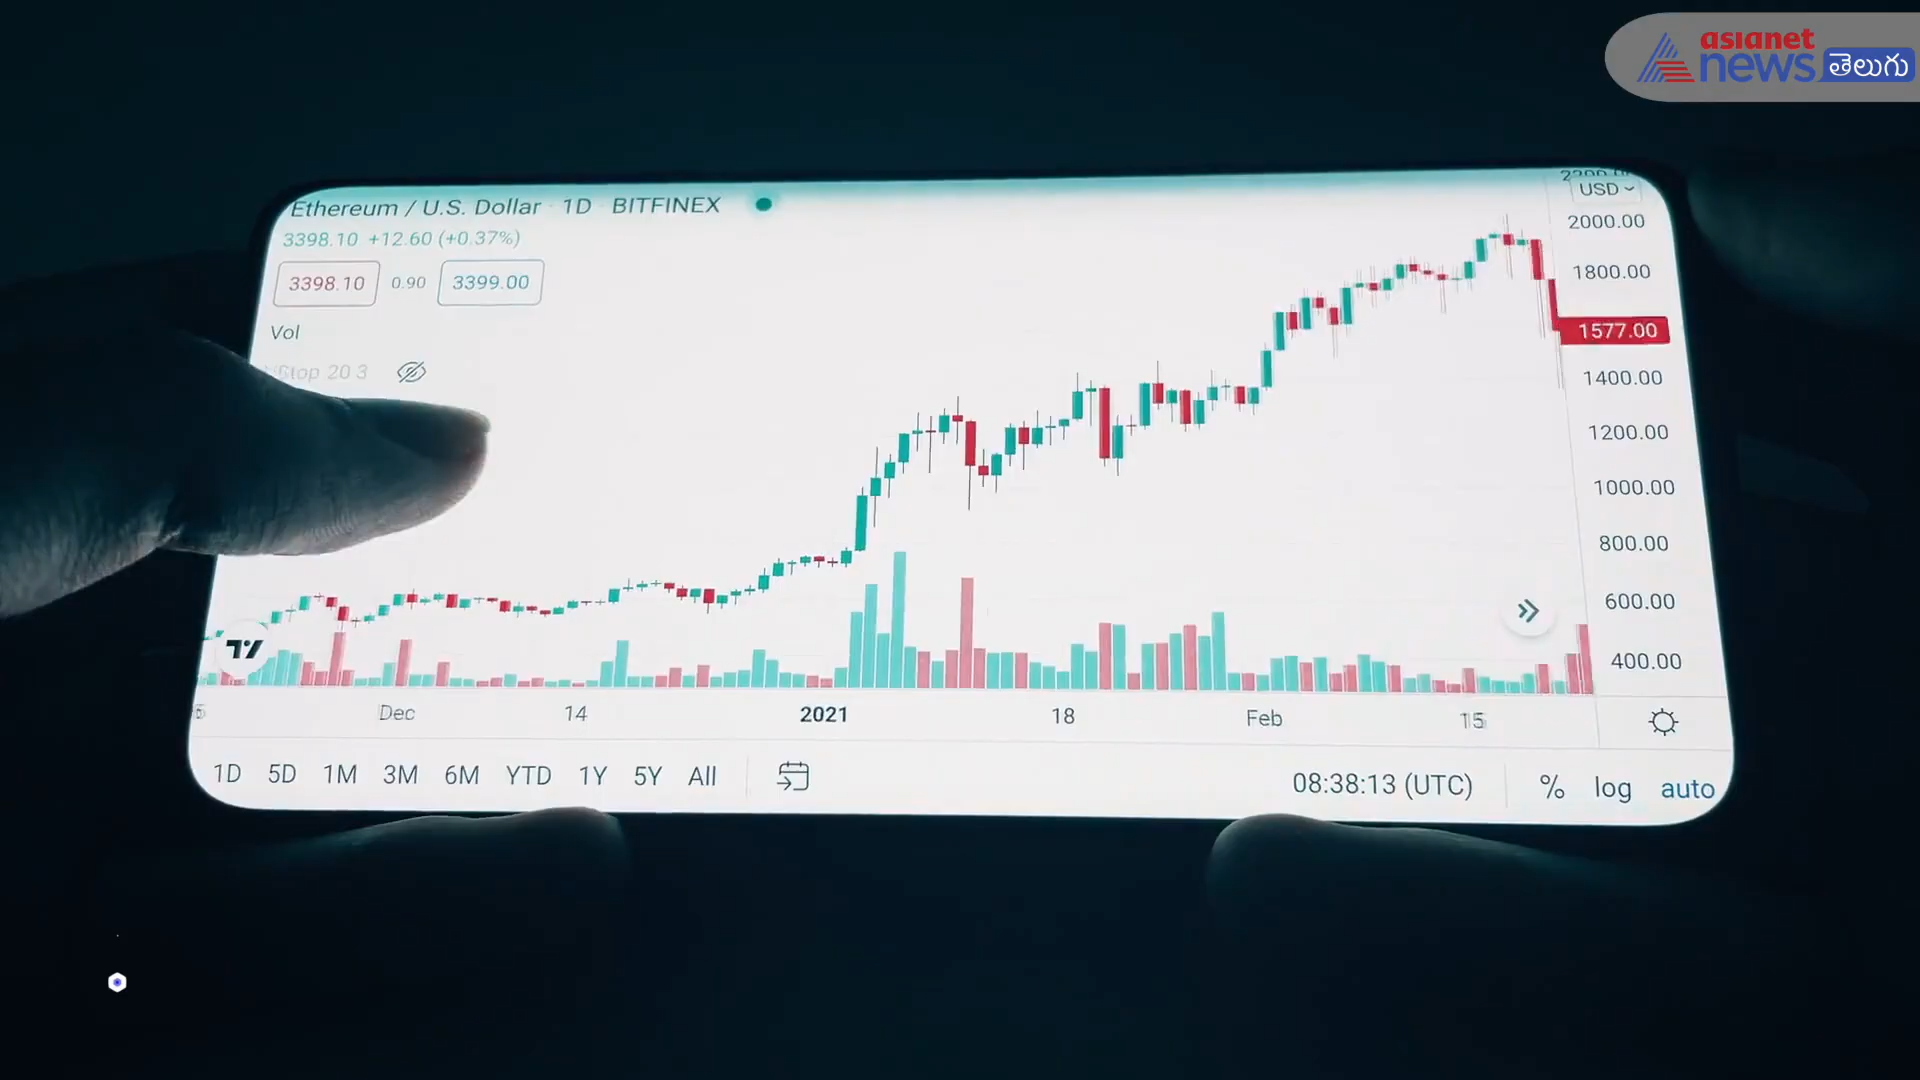 asianet
news తెలుగు
Ethereum / U.S. Dollar · 1D · BITFINEX
USD
3398.10 +12.60 (+0.37%)
3398.10 0.90 3399.00
Vol
Stop 20 3
2000.00
1800.00
1577.00
1400.00
1200.00
1000.00
800.00
600.00
400.00
Dec 14 2021 18 Feb 15
1D 5D 1M 3M 6M YTD 1Y 5Y All 08:38:13 (UTC) % log auto